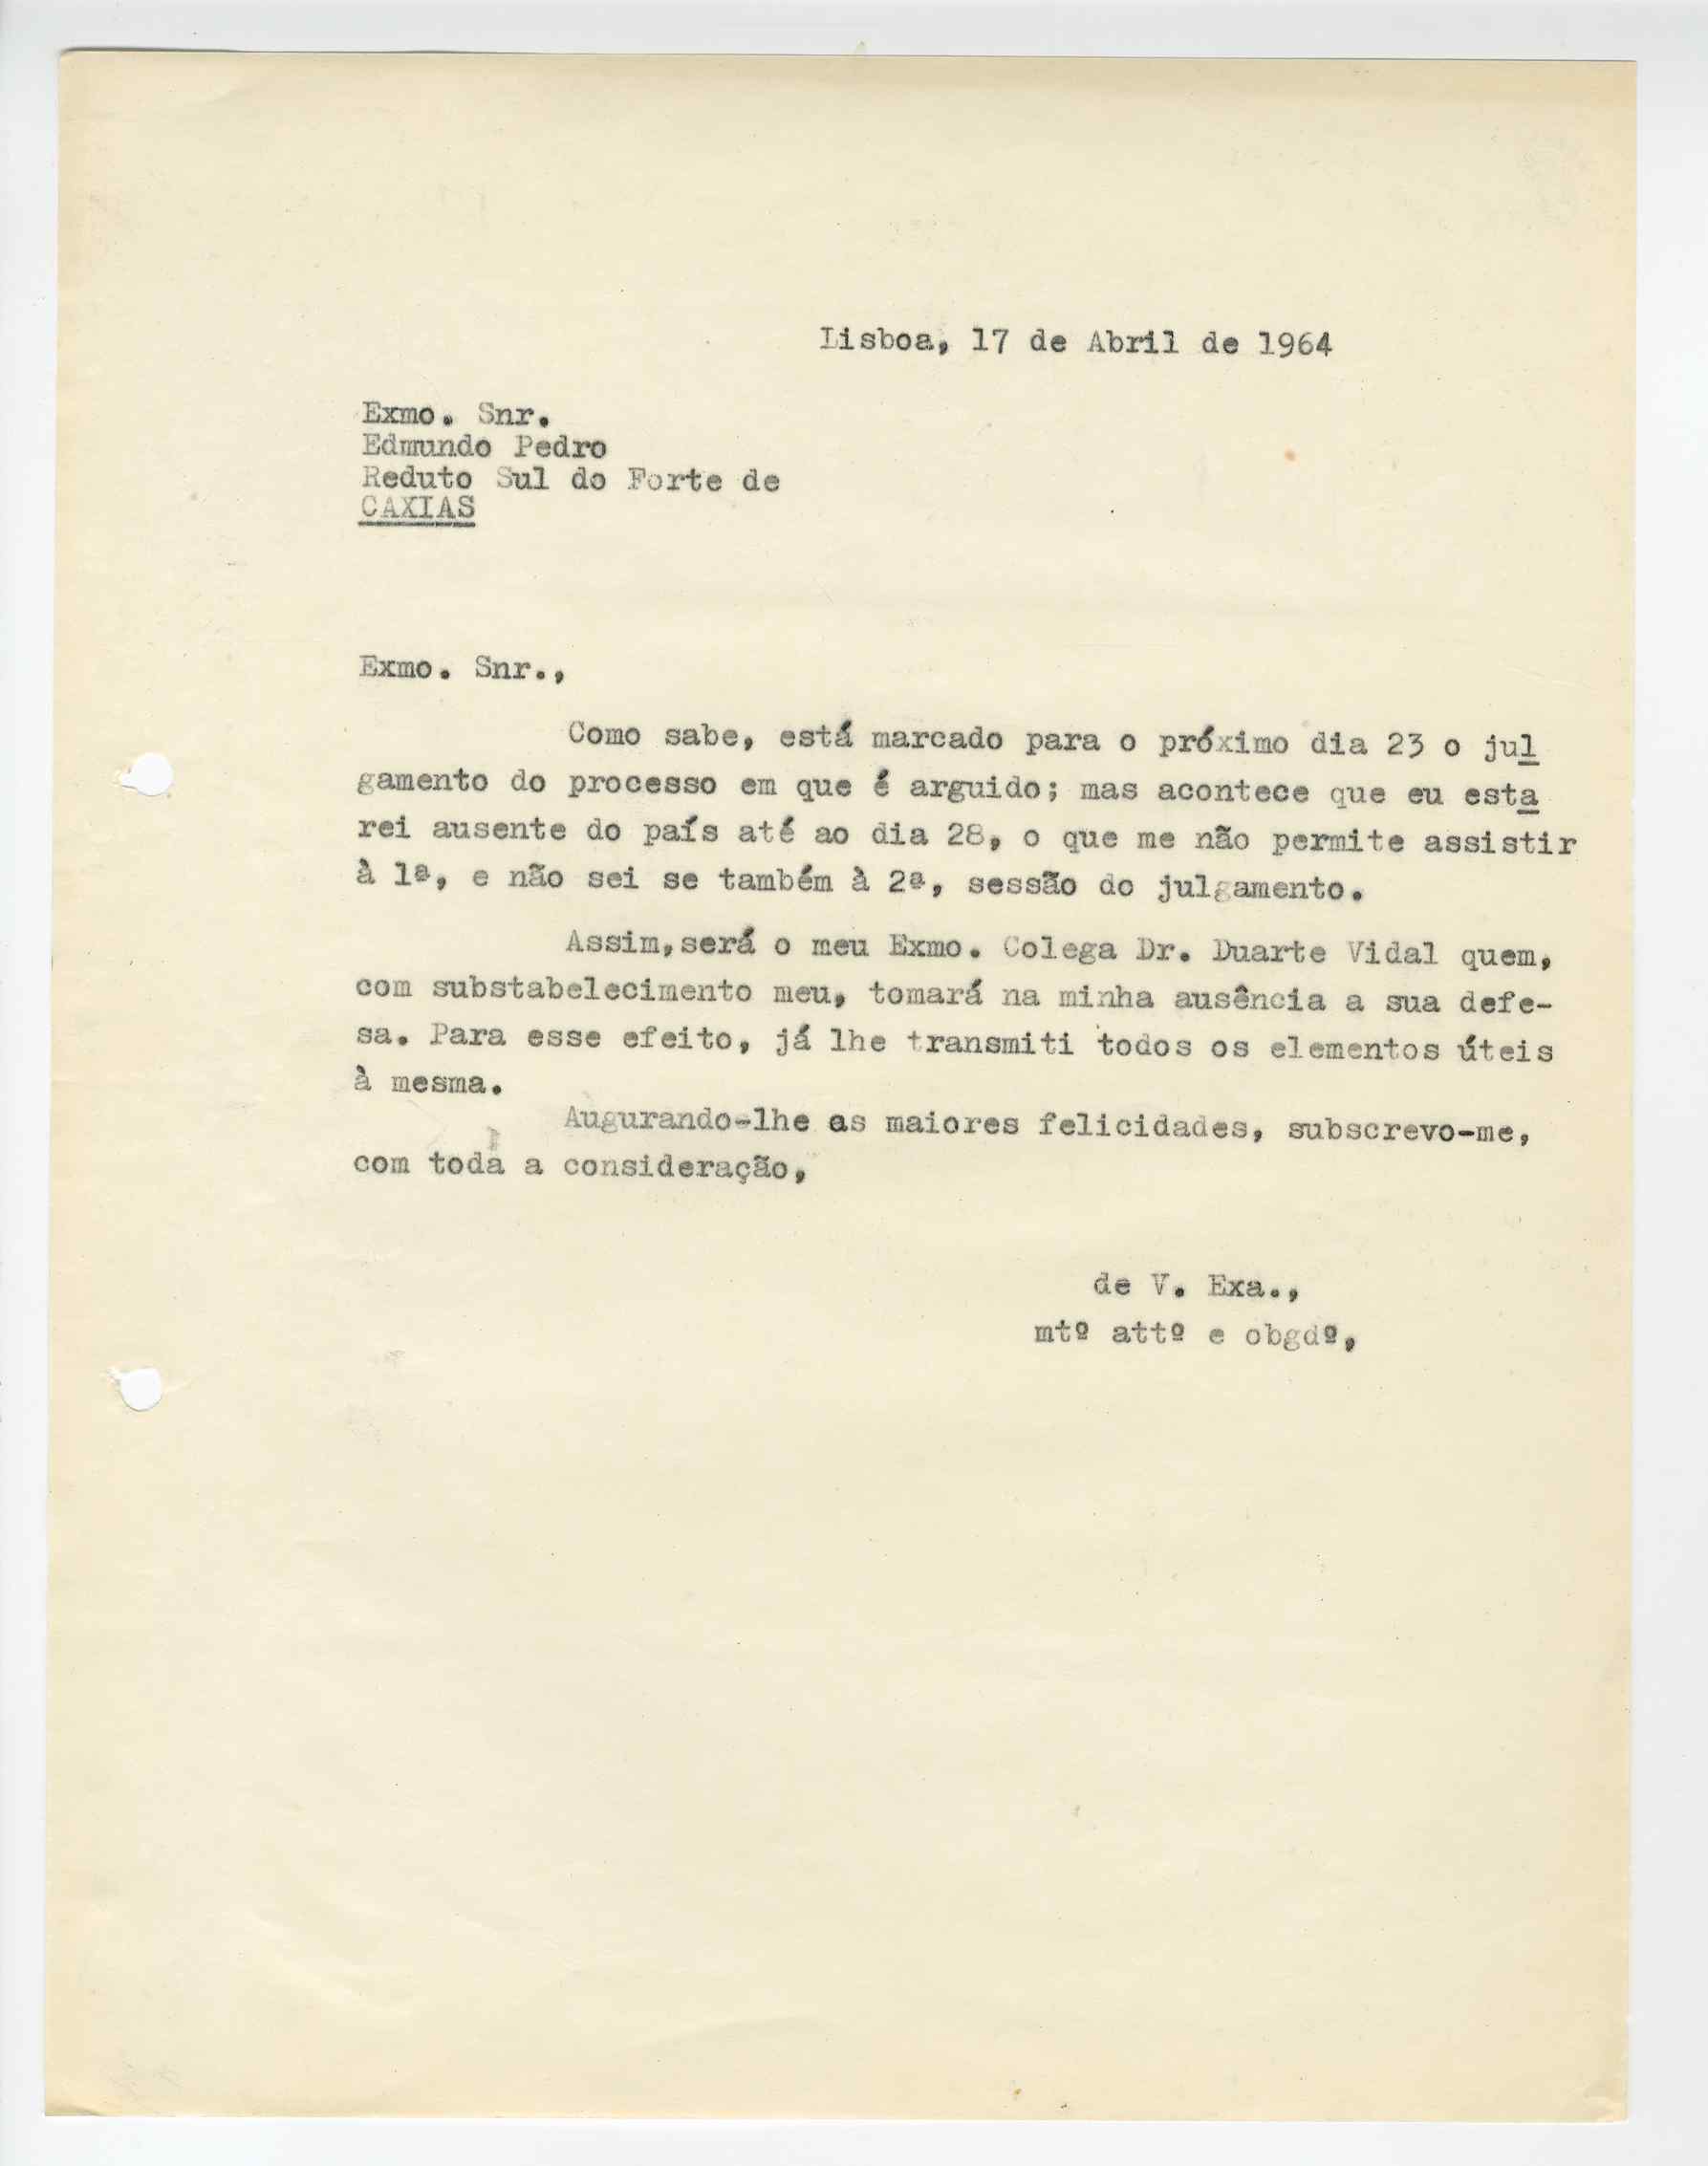 Lisboa, 17 de Abril de 1964
Exmo. Snr.
Edmundo Pedro
Reduto Sul do Forte de
CAXIAS
Exmo. Snr.,
Como sabe, está marcado para o próximo dia 23 o jul
gamento do processo em que é arguido; mas acontece que eu esta
rei ausente do país até ao dia 28, o que me não permite assistir
à 1ª, e não sei se também à 2ª, sessão do julgamento.
Assim, será o meu Exmo. Colega Dr. Duarte Vidal quem,
com substabelecimento meu, tomará na minha ausência a sua defe-
sa. Para esse efeito, já lhe transmiti todos os elementos úteis
à mesma.
Augurando-lhe as maiores felicidades, subscrevo-me,
com toda a consideração,
de V. Exa.,
mtº attº e obgdº,